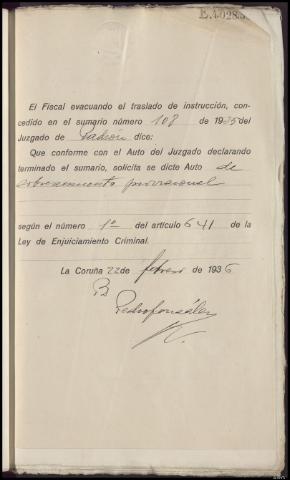 E.4028.5
El Fiscal evacuando el traslado de instrucción, con-
cedido en el sumario número 108 de 1935 del
Juzgado de Padrón dice:
Que conforme con el Auto del Juzgado declarando
terminado el sumario, solicita se dicte Auto de
sobreseimiento provisional
según el número 1º del artículo 641 de la
Ley de Enjuiciamiento Criminal.
La Coruña 22 de febrero de 1936
Pedro González